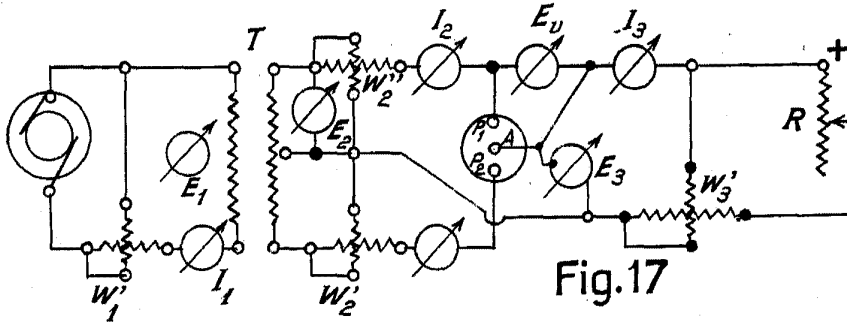 T
I₂
Eᵥ
I₃
+
W₂''
E₁
E₂
P₁
A
P₂
E₃
R
W₃'
W₁'
I₁
W₂'
Fig.17